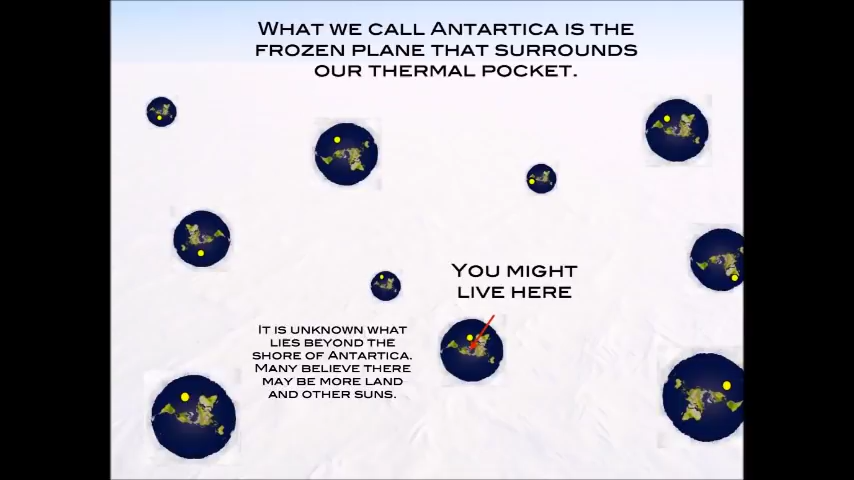 What we call Antartica is the
frozen plane that surrounds
our thermal pocket.
You might
live here
It is unknown what
lies beyond the
shore of Antartica.
Many believe there
may be more land
and other suns.